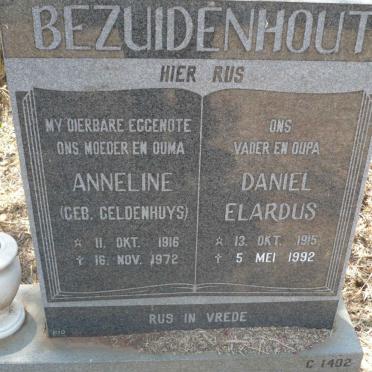 BEZUIDENHOUT
HIER RUS
MY DIERBARE EGGENOTE
ONS MOEDER EN OUMA
ANNELINE
(GEB. GELDENHUYS)
☆ 11. OKT. 1916
✝ 16. NOV. 1972
ONS
VADER EN OUPA
DANIEL
ELARDUS
☆ 13. OKT. 1915
✝ 5 MEI 1992
RUS IN VREDE
C 1402